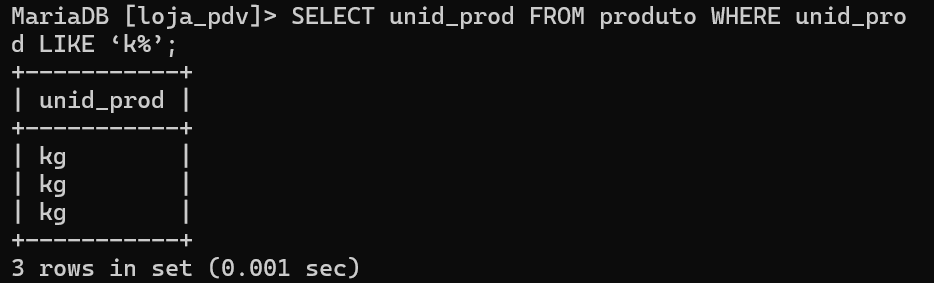 MariaDB [loja_pdv]> SELECT unid_prod FROM produto WHERE unid_pro
d LIKE ‘k%’;
+-----------+
| unid_prod |
+-----------+
| kg        |
| kg        |
| kg        |
+-----------+
3 rows in set (0.001 sec)